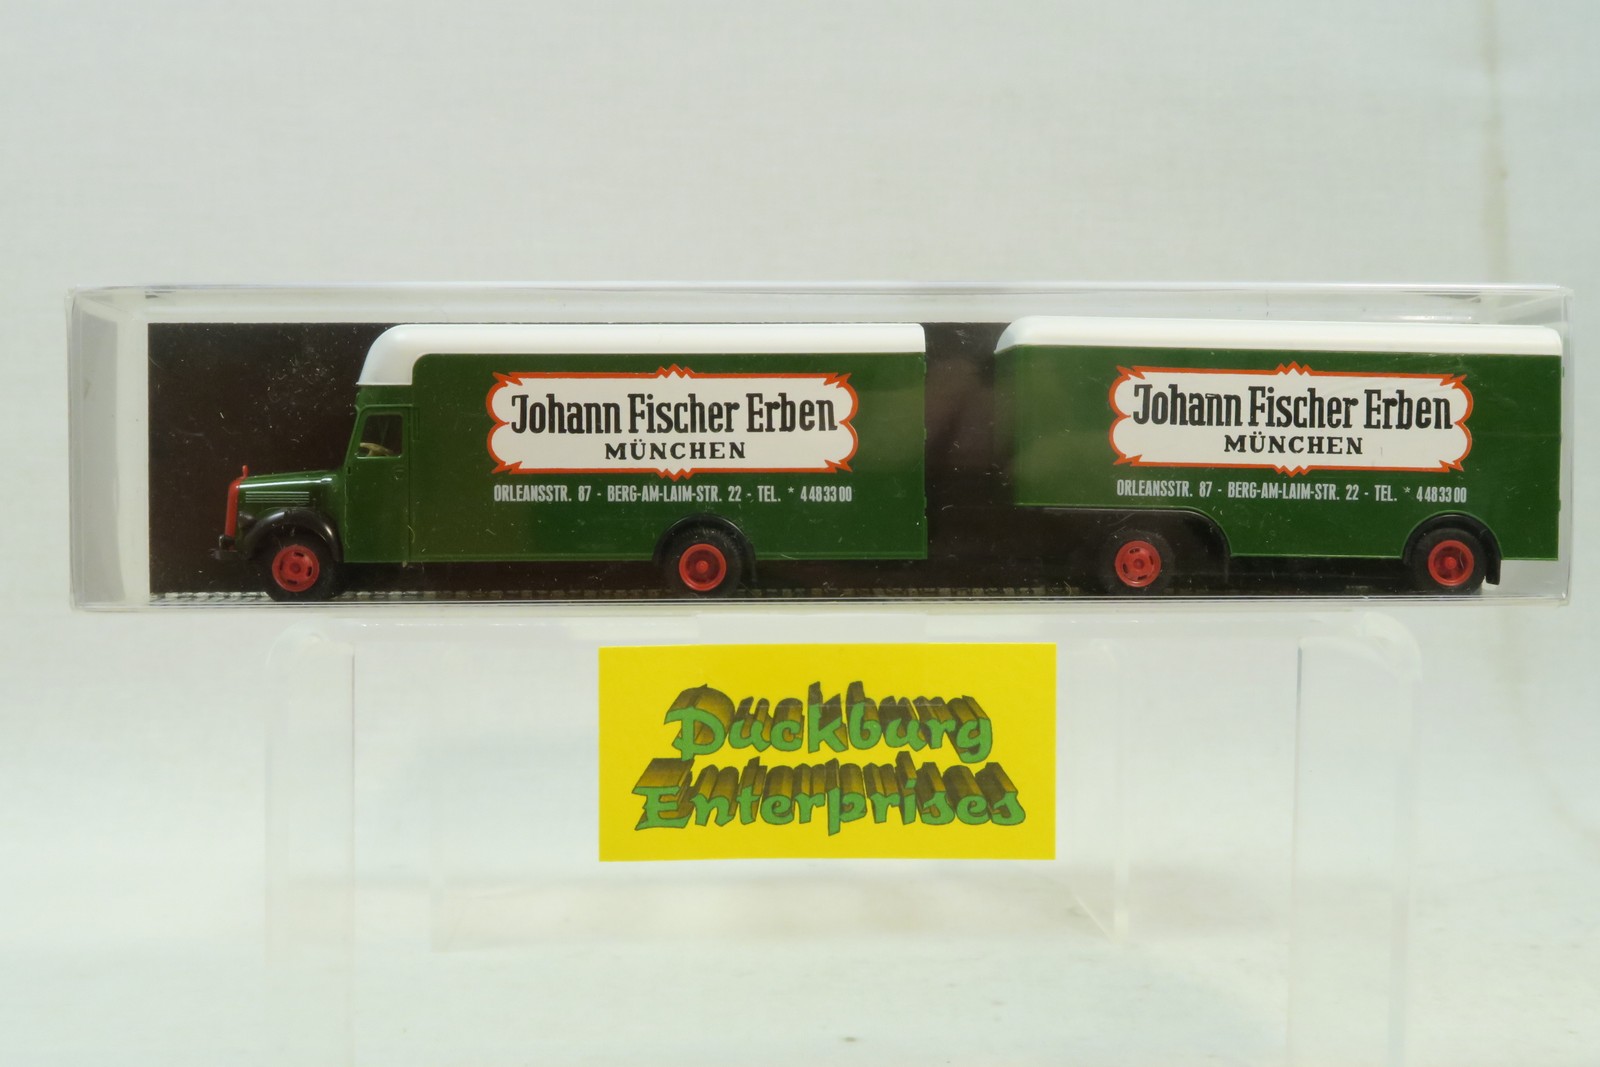 Johann Fischer Erben
MÜNCHEN
ORLEANSSTR. 87 - BERG-AM-LAIM-STR. 22 - TEL. * 4483300
Johann Fischer Erben
MÜNCHEN
ORLEANSSTR. 87 - BERG-AM-LAIM-STR. 22 - TEL. * 4483300
Duckburg
Enterprises